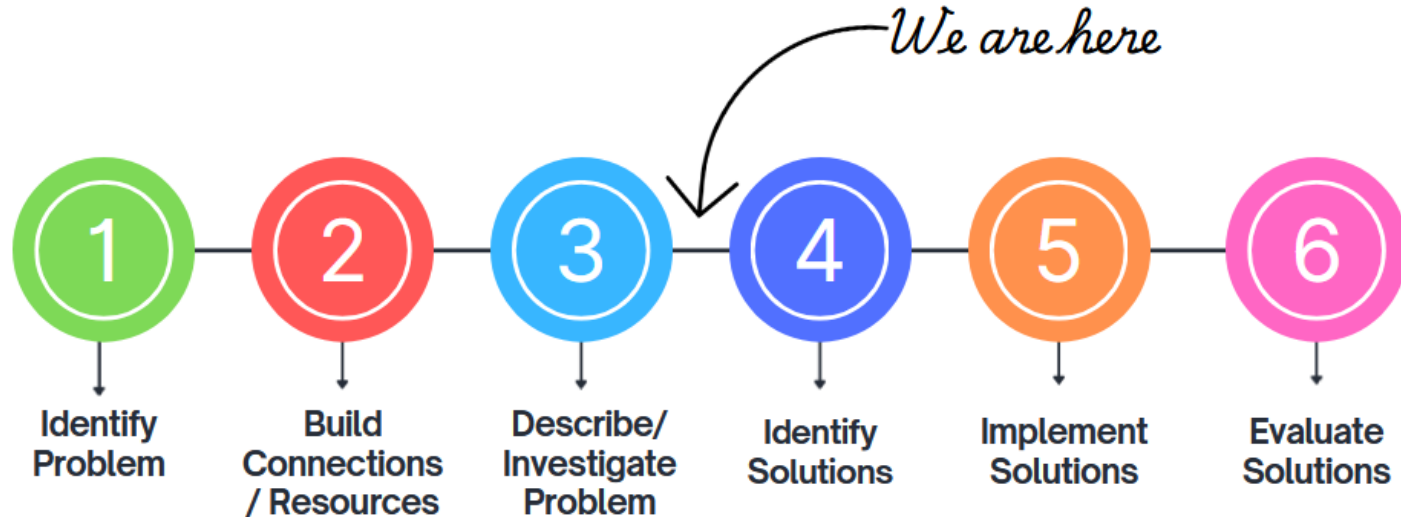 We are here
1
2
3
4
5
6
Identify
Problem
Build
Connections
/ Resources
Describe/
Investigate
Problem
Identify
Solutions
Implement
Solutions
Evaluate
Solutions